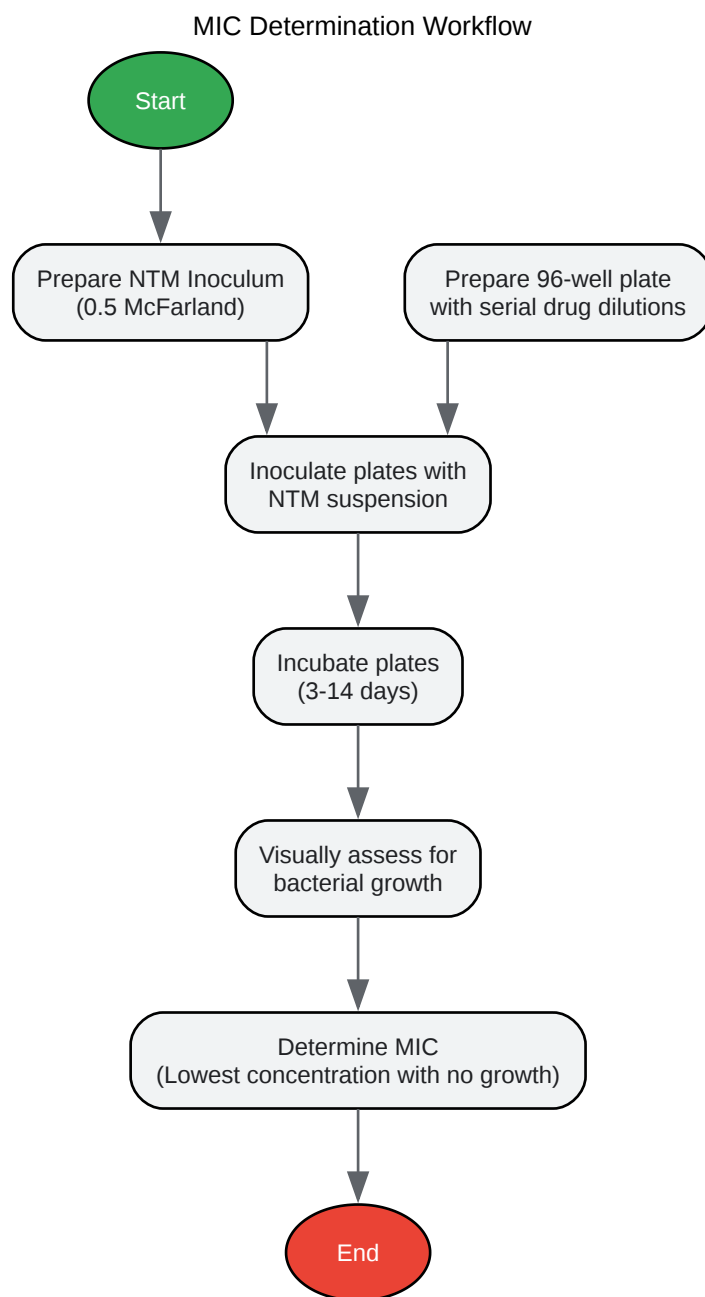 MIC Determination Workflow
Start
Prepare NTM Inoculum
(0.5 McFarland)
Prepare 96-well plate
with serial drug dilutions
Inoculate plates with
NTM suspension
Incubate plates
(3-14 days)
Visually assess for
bacterial growth
Determine MIC
(Lowest concentration with no growth)
End